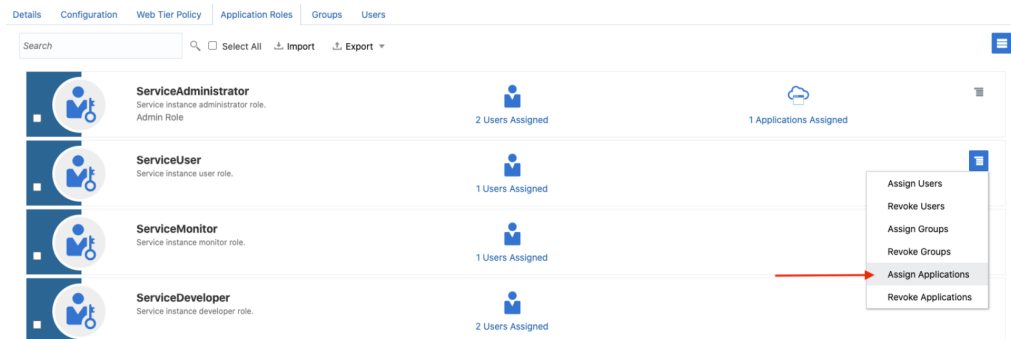 Details Configuration Web Tier Policy Application Roles Groups Users
Search Select All Import Export
ServiceAdministrator
Service instance administrator role.
Admin Role
2 Users Assigned
1 Applications Assigned
ServiceUser
Service instance user role.
1 Users Assigned
Assign Users
Revoke Users
Assign Groups
Revoke Groups
Assign Applications
Revoke Applications
ServiceMonitor
Service instance monitor role.
1 Users Assigned
ServiceDeveloper
Service instance developer role.
2 Users Assigned